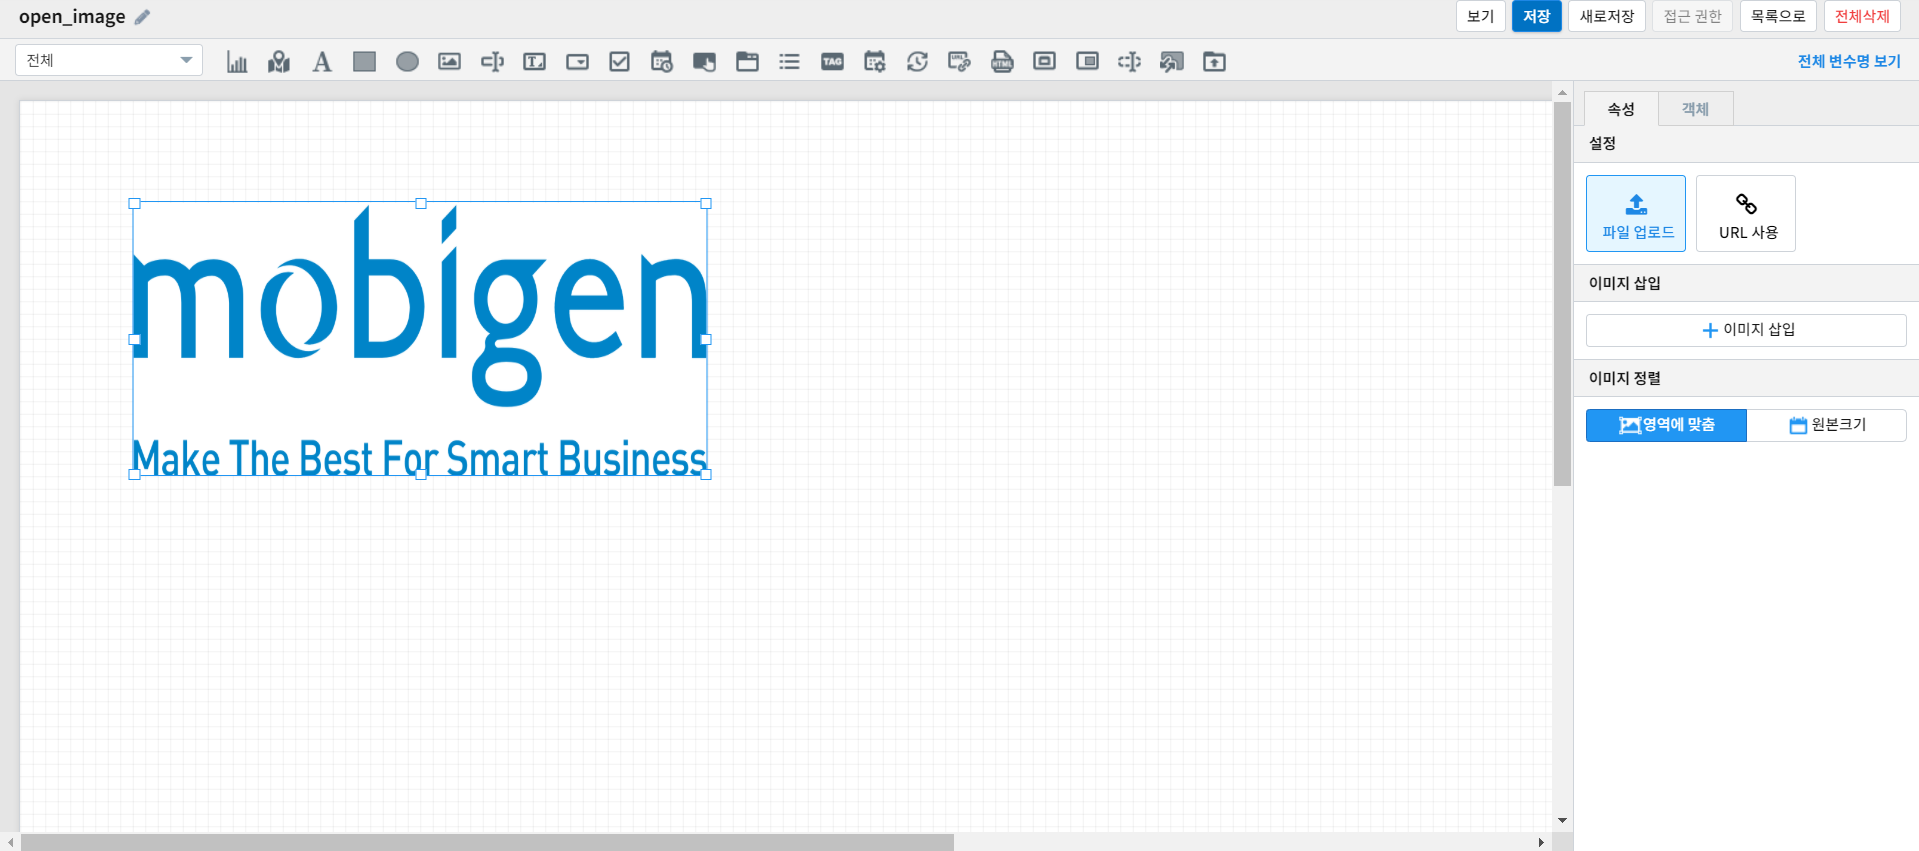 open_image
보기
저장
새로저장
접근 권한
목록으로
전체삭제
전체
A
T
TAG
URL
HTML
전체 변수명 보기
속성
객체
설정
파일 업로드
URL 사용
이미지 삽입
이미지 삽입
이미지 정렬
영역에 맞춤
원본크기
mobigen
Make The Best For Smart Business